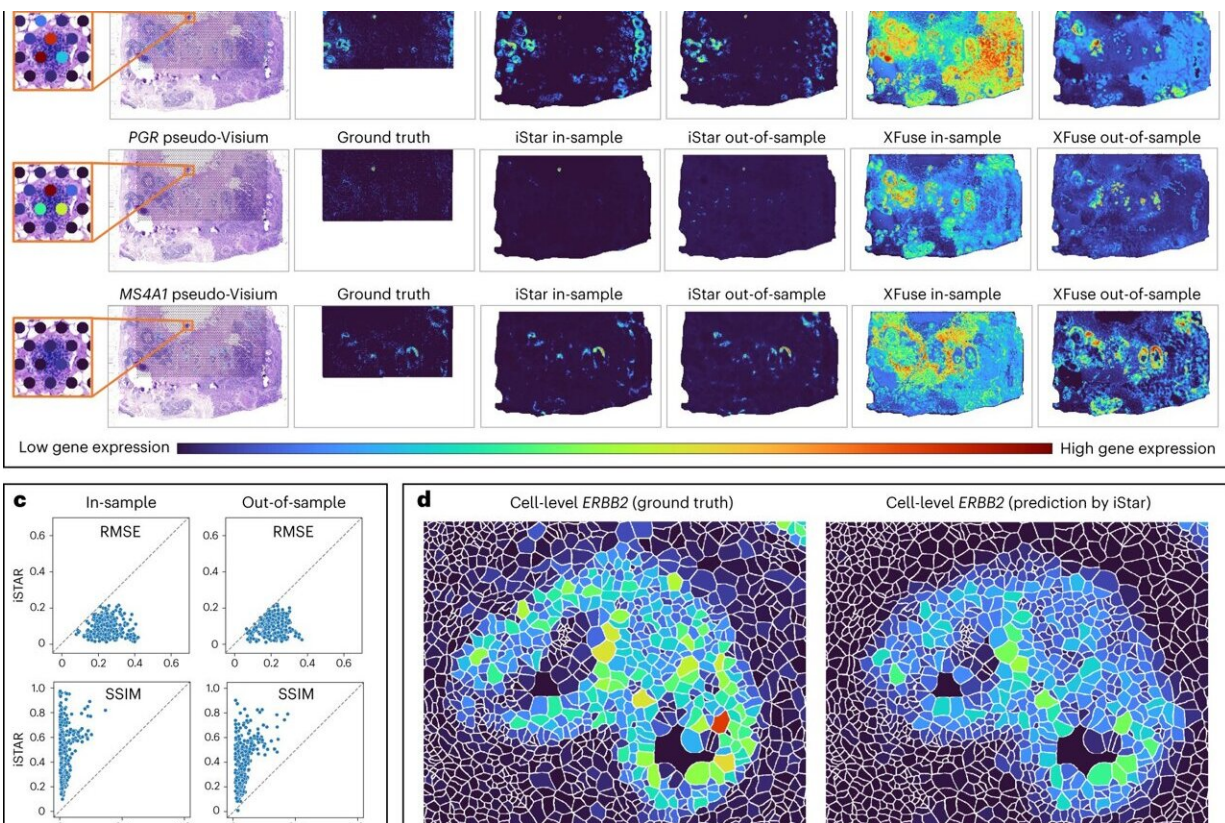 PGR pseudo-Visium Ground truth iStar in-sample iStar out-of-sample XFuse in-sample XFuse out-of-sample
MS4A1 pseudo-Visium Ground truth iStar in-sample iStar out-of-sample XFuse in-sample XFuse out-of-sample
Low gene expression High gene expression
c In-sample Out-of-sample
RMSE RMSE
0.6 0.6
0.4 0.4
iSTAR
0.2 0.2
0 0
0 0.2 0.4 0.6 0 0.2 0.4 0.6
SSIM SSIM
1.0 1.0
0.8 0.8
0.6 0.6
iSTAR
0.4 0.4
0.2 0.2
0 0
d Cell-level ERBB2 (ground truth) Cell-level ERBB2 (prediction by iStar)